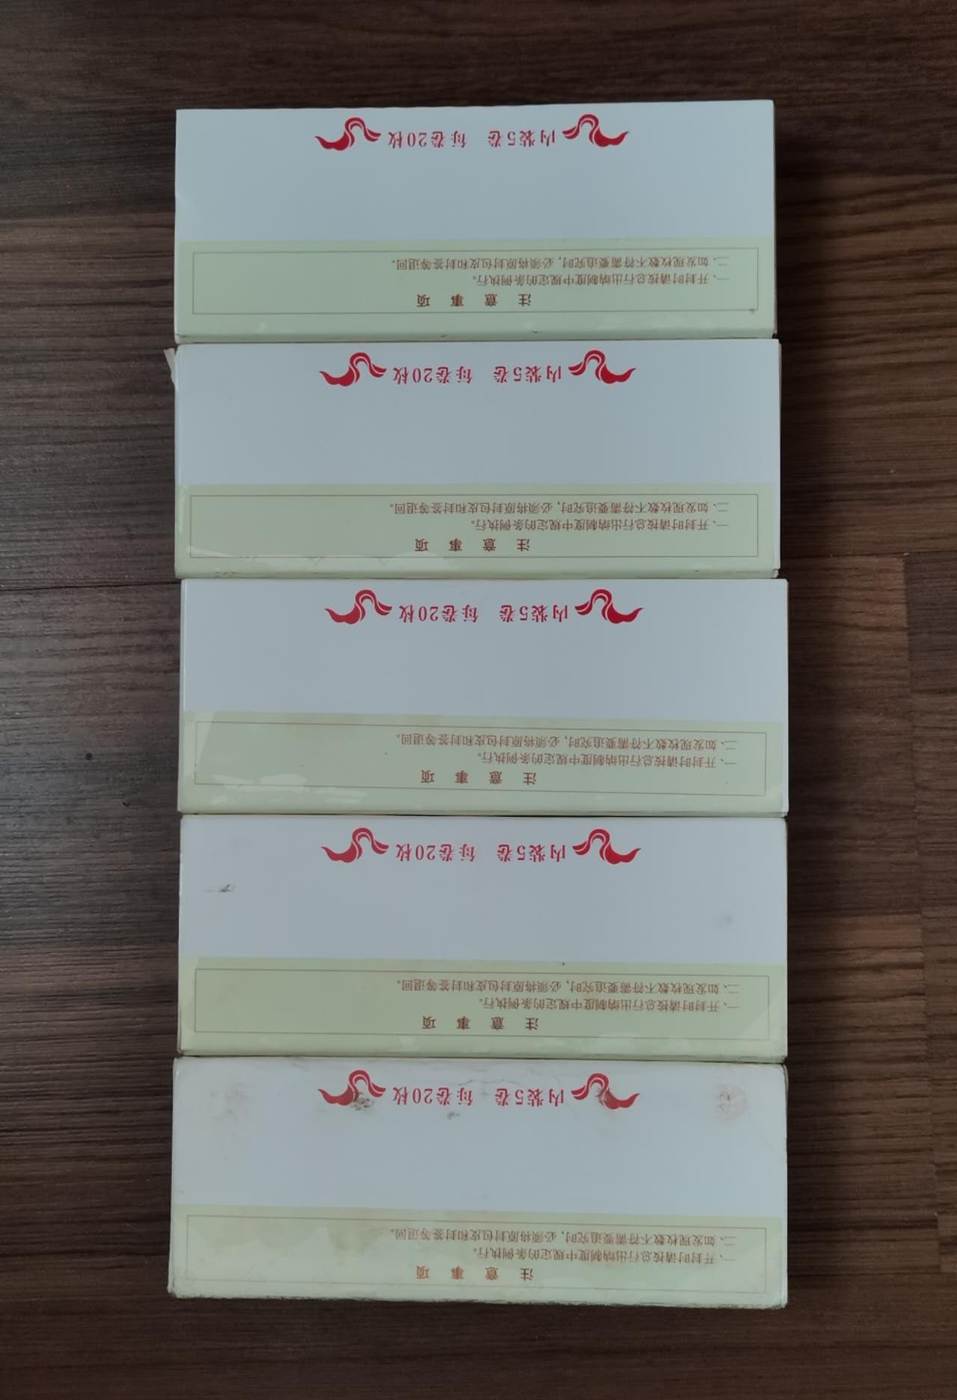 注意事项
一、开封时请按总行出纳制度中规定的条例执行。
二、如发现枚数不符需要追究时，必须将原封包皮和封签等退回。
内装5卷 每卷20枚
注意事项
一、开封时请按总行出纳制度中规定的条例执行。
二、如发现枚数不符需要追究时，必须将原封包皮和封签等退回。
内装5卷 每卷20枚
注意事项
一、开封时请按总行出纳制度中规定的条例执行。
二、如发现枚数不符需要追究时，必须将原封包皮和封签等退回。
内装5卷 每卷20枚
注意事项
一、开封时请按总行出纳制度中规定的条例执行。
二、如发现枚数不符需要追究时，必须将原封包皮和封签等退回。
内装5卷 每卷20枚
注意事项
一、开封时请按总行出纳制度中规定的条例执行。
二、如发现枚数不符需要追究时，必须将原封包皮和封签等退回。
内装5卷 每卷20枚